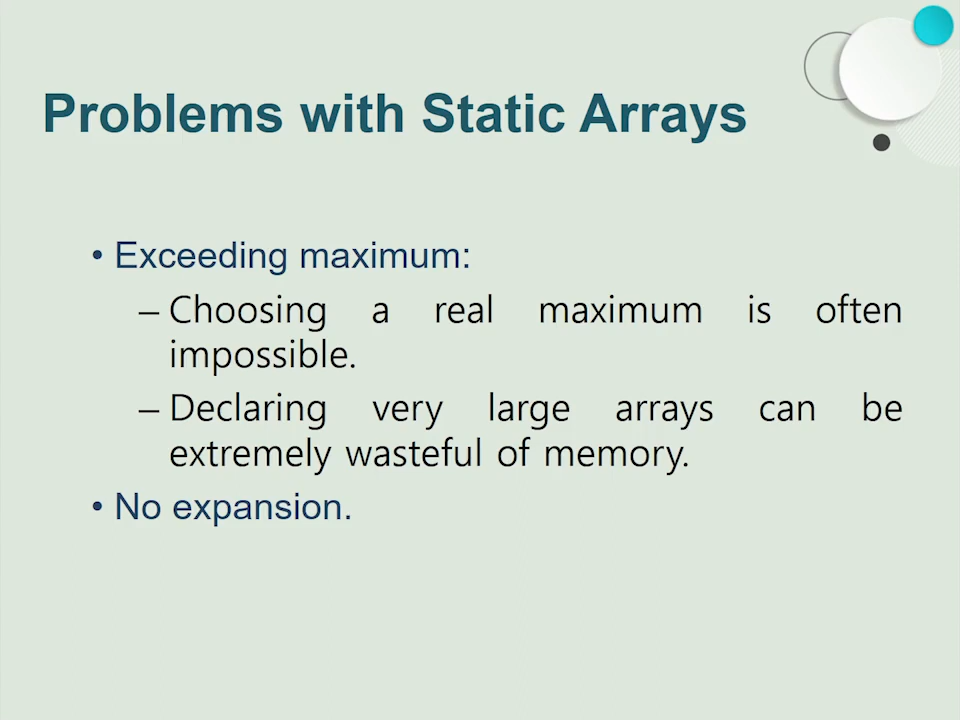 Problems with Static Arrays
• Exceeding maximum:
– Choosing a real maximum is often
impossible.
– Declaring very large arrays can be
extremely wasteful of memory.
• No expansion.